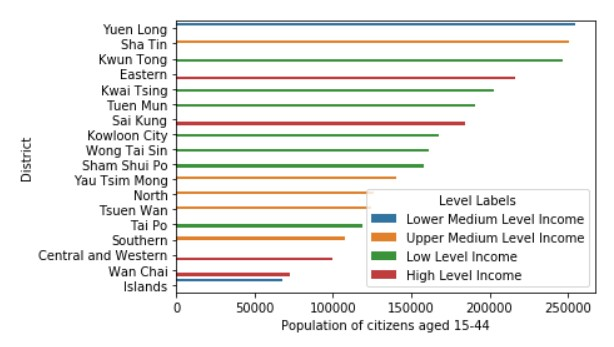 District
Yuen Long
Sha Tin
Kwun Tong
Eastern
Kwai Tsing
Tuen Mun
Sai Kung
Kowloon City
Wong Tai Sin
Sham Shui Po
Yau Tsim Mong
North
Tsuen Wan
Tai Po
Southern
Central and Western
Wan Chai
Islands
Level Labels
Lower Medium Level Income
Upper Medium Level Income
Low Level Income
High Level Income
0 50000 100000 150000 200000 250000
Population of citizens aged 15-44